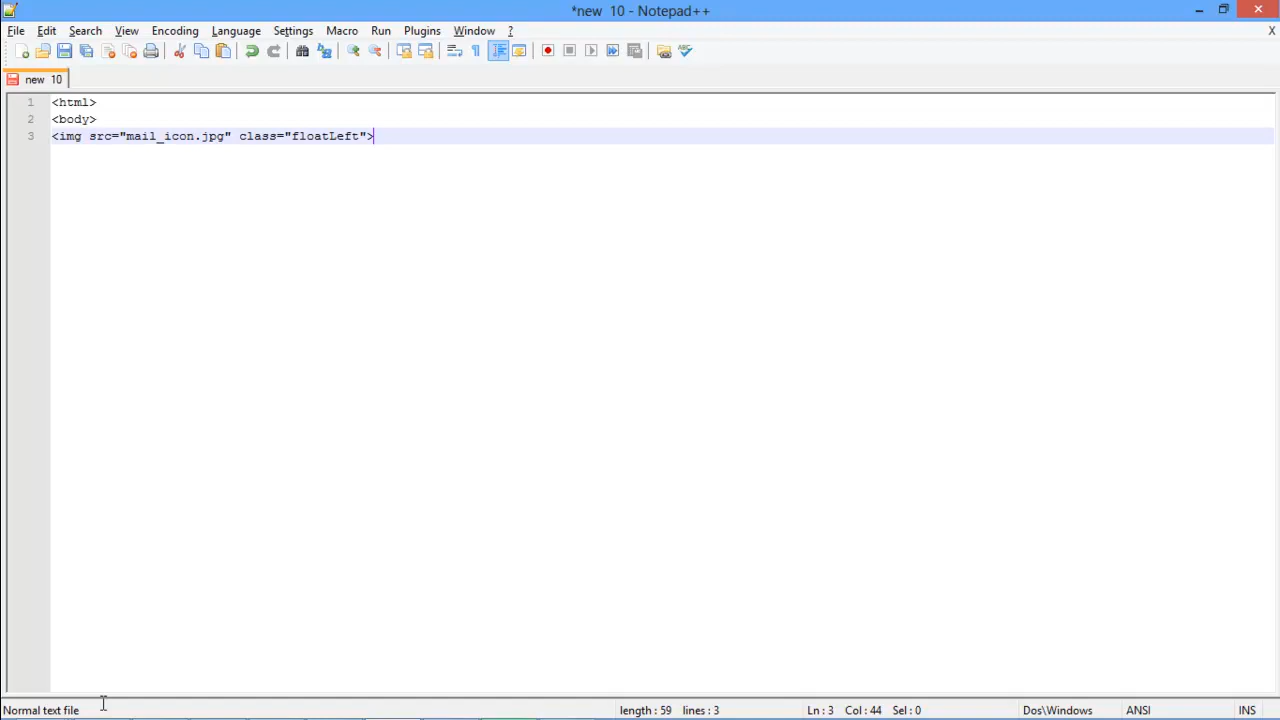 *new 10 - Notepad++
File Edit Search View Encoding Language Settings Macro Run Plugins Window ? X
new 10
1 <html>
2 <body>
3 <img src="mail_icon.jpg" class="floatLeft">
Normal text file length : 59 lines : 3 Ln : 3 Col : 44 Sel : 0 Dos\Windows ANSI INS